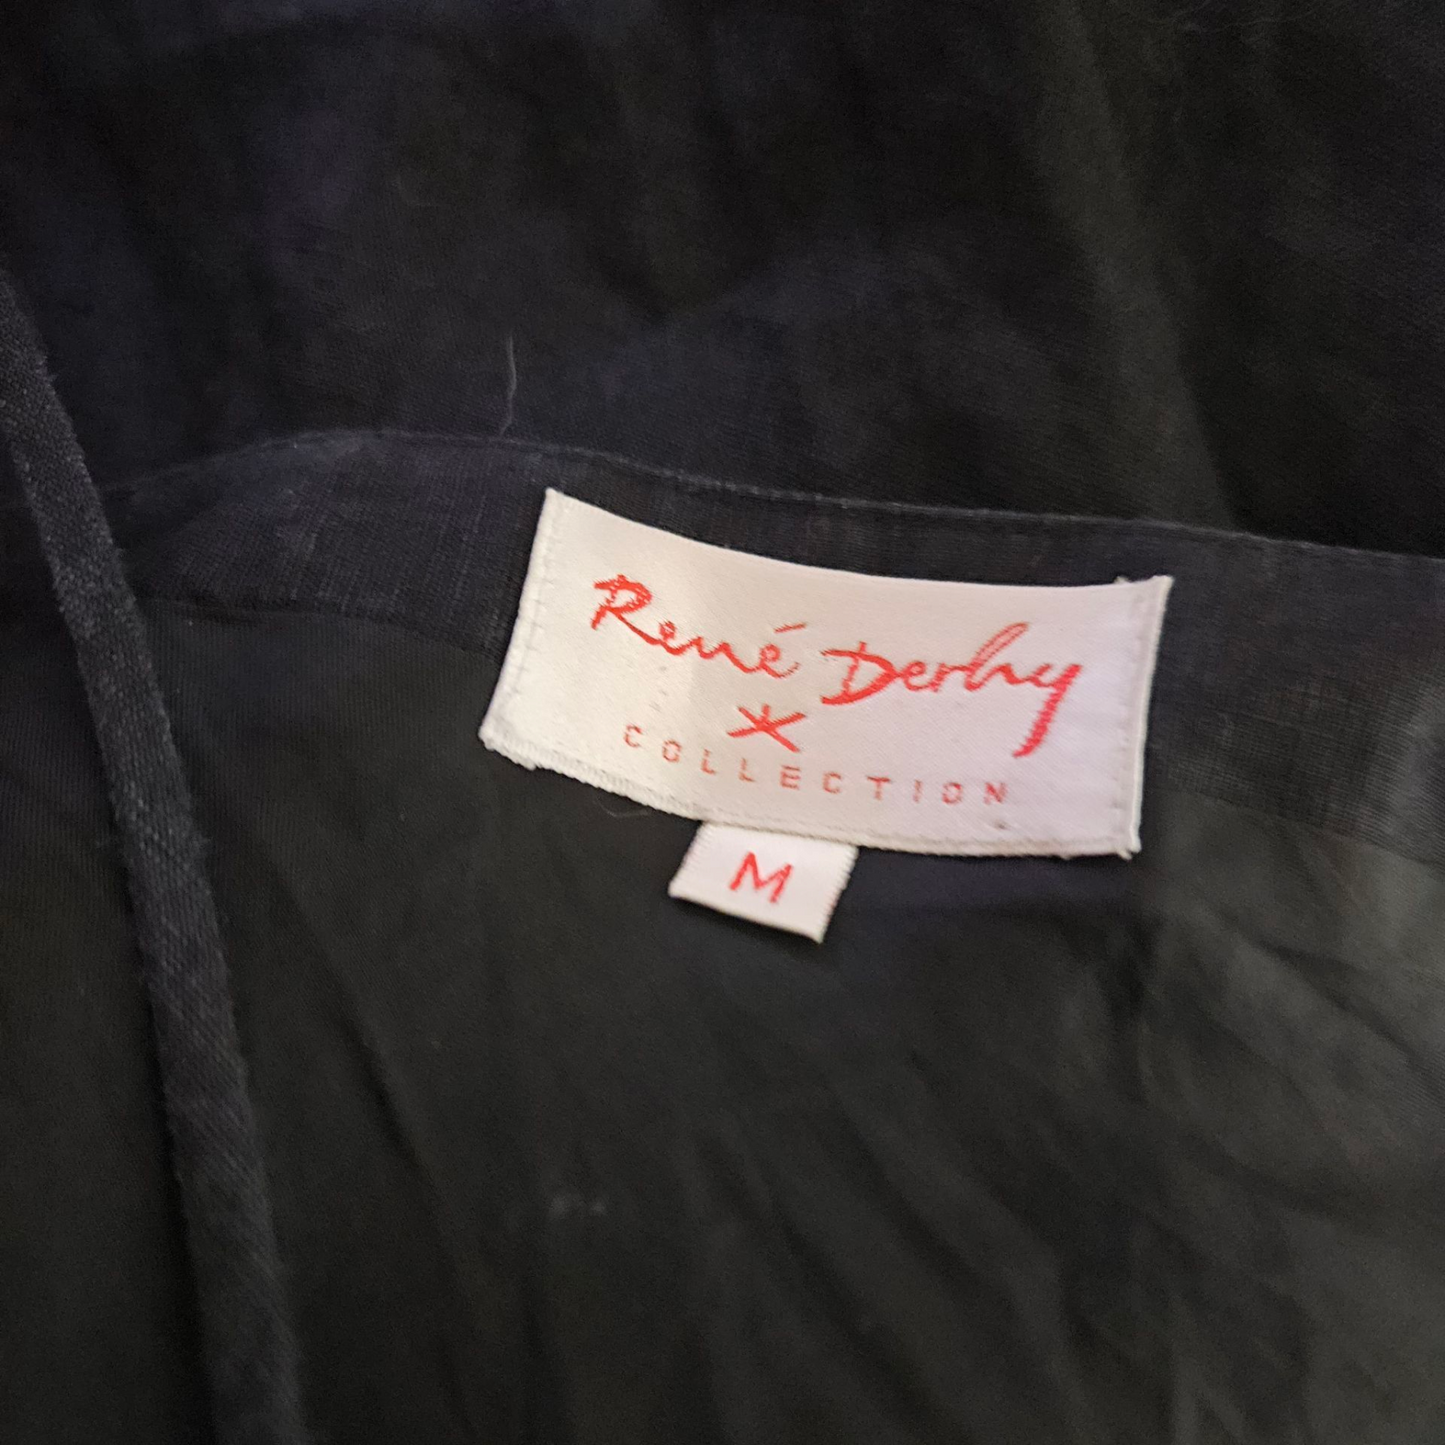 René Derhy
COLLECTION
M